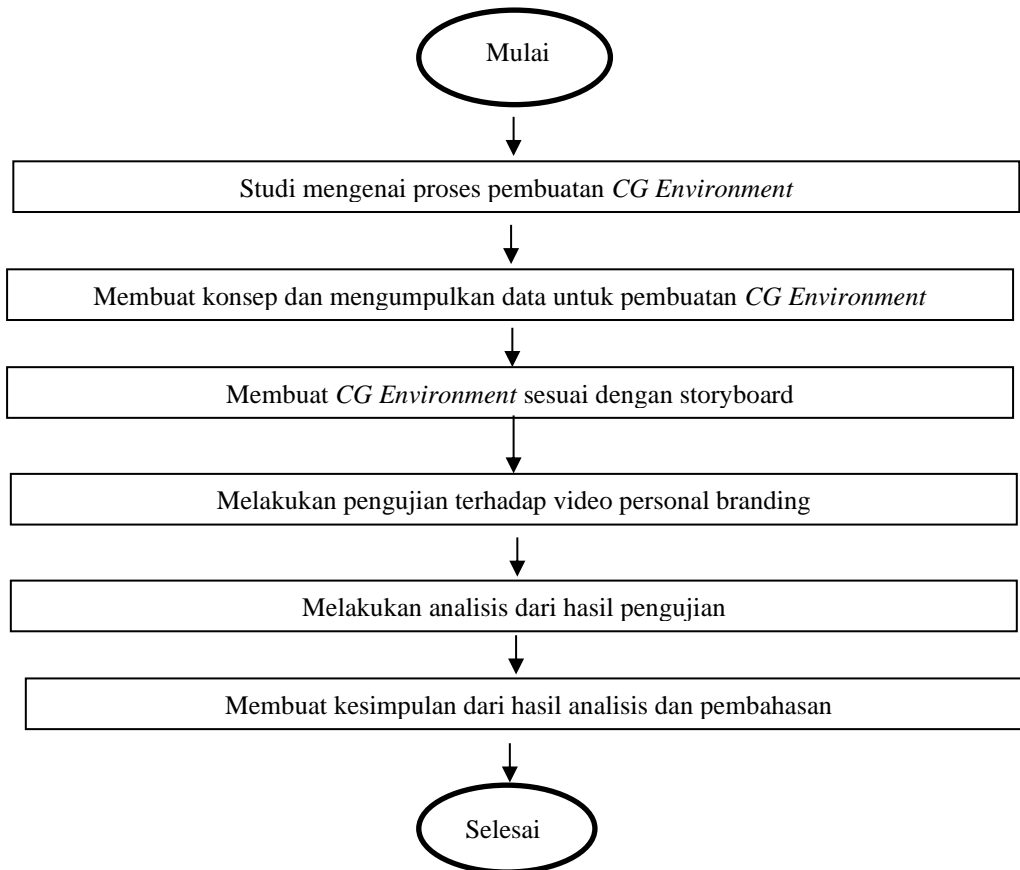 Mulai
Studi mengenai proses pembuatan CG Environment
Membuat konsep dan mengumpulkan data untuk pembuatan CG Environment
Membuat CG Environment sesuai dengan storyboard
Melakukan pengujian terhadap video personal branding
Melakukan analisis dari hasil pengujian
Membuat kesimpulan dari hasil analisis dan pembahasan
Selesai